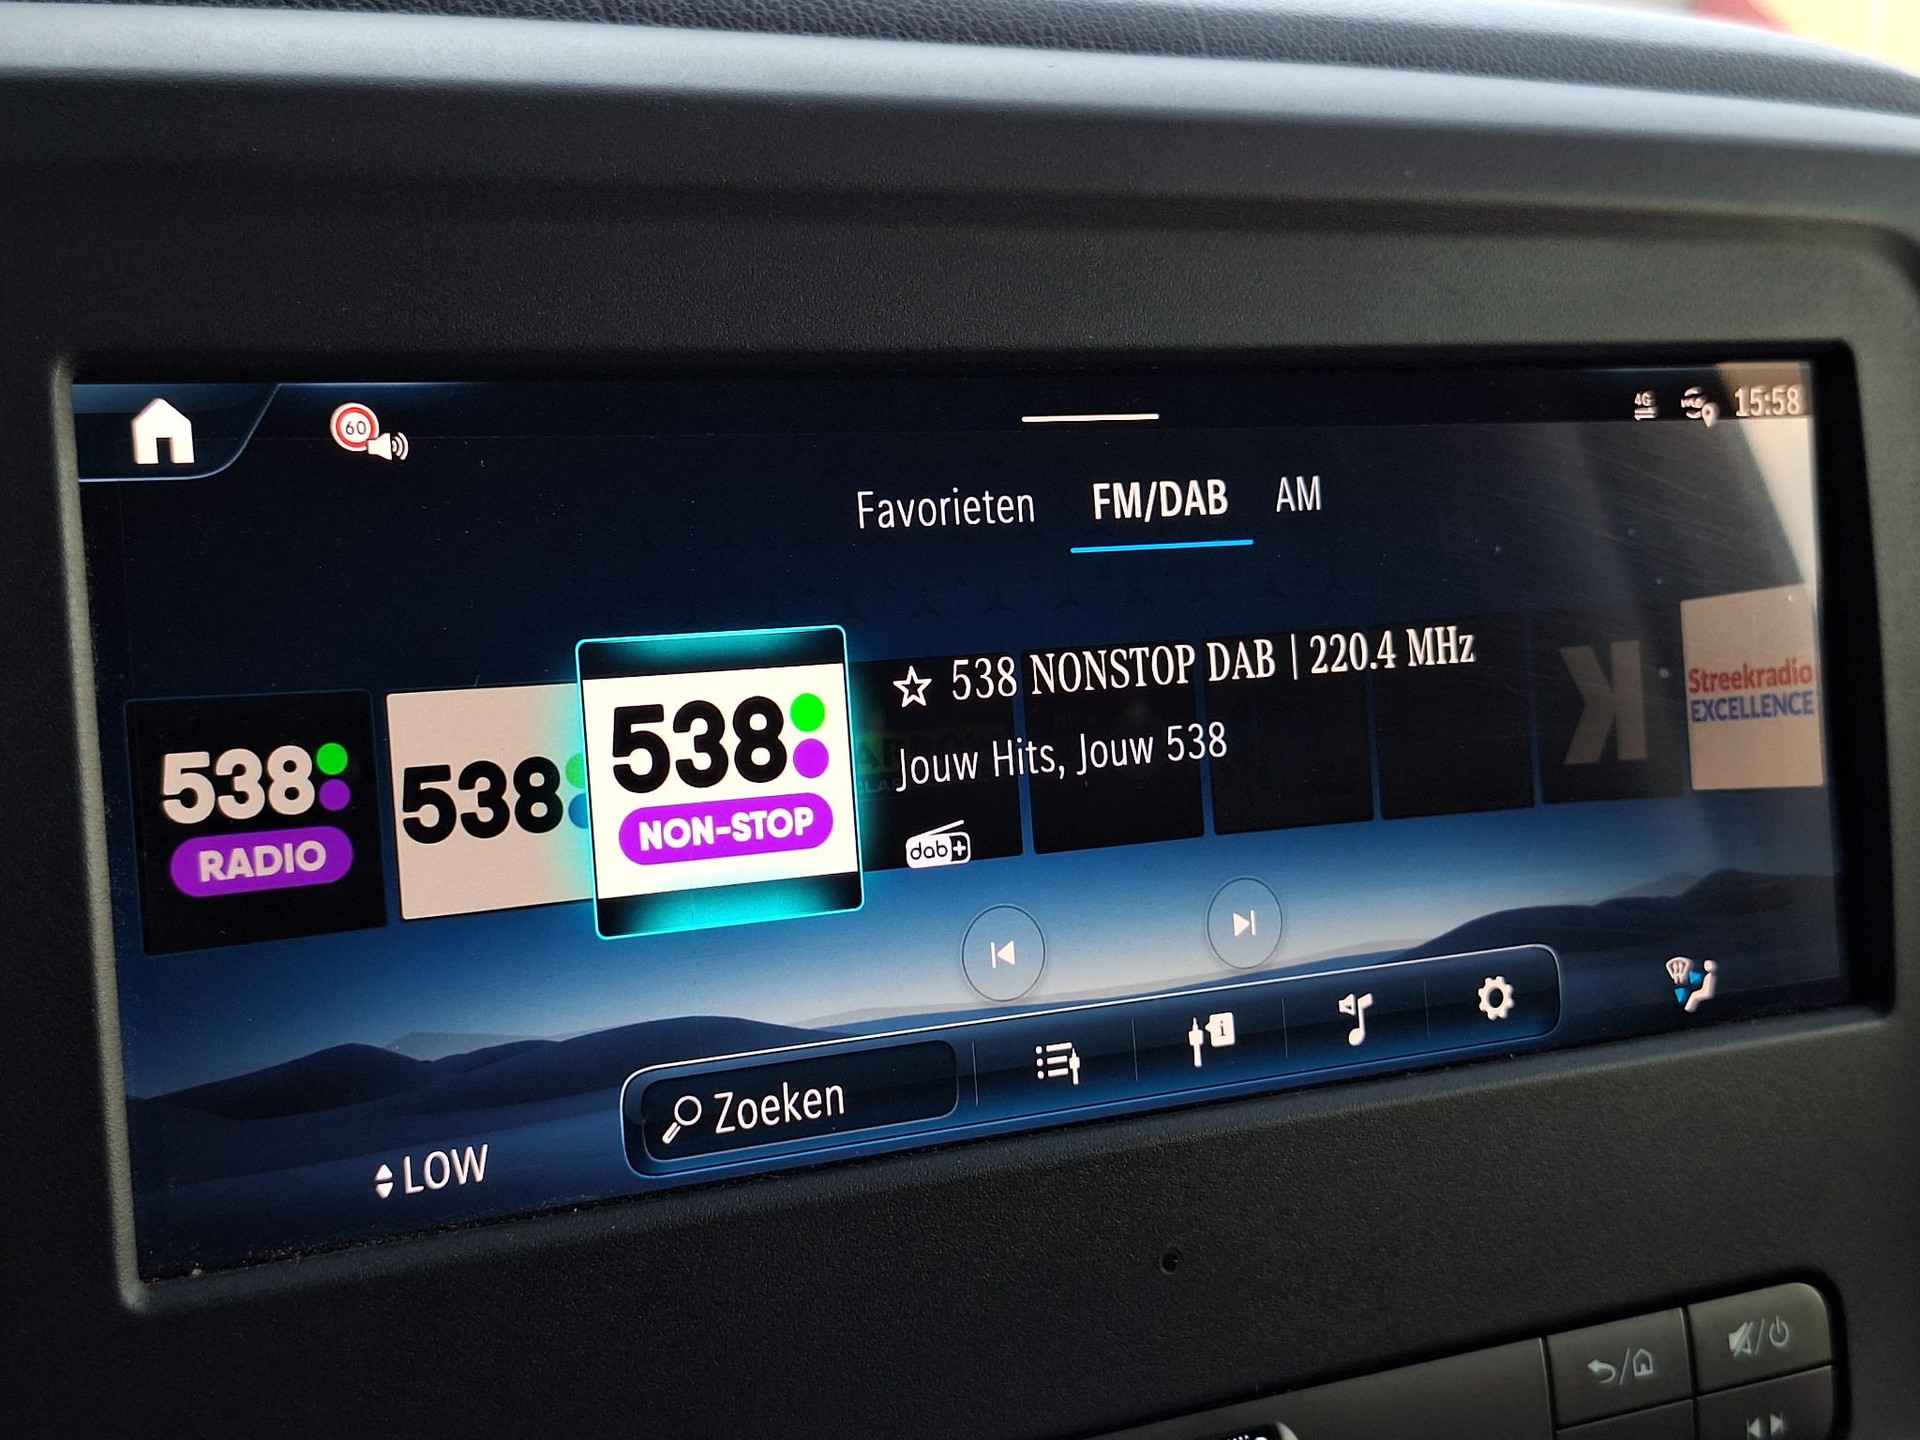 60
4G
me
15:58
Favorieten
FM/DAB
AM
538
RADIO
538
538
NON-STOP
538 NONSTOP DAB | 220.4 MHz
Jouw Hits, Jouw 538
dab+
K
Streekradio
EXCELLENCE
Zoeken
LOW